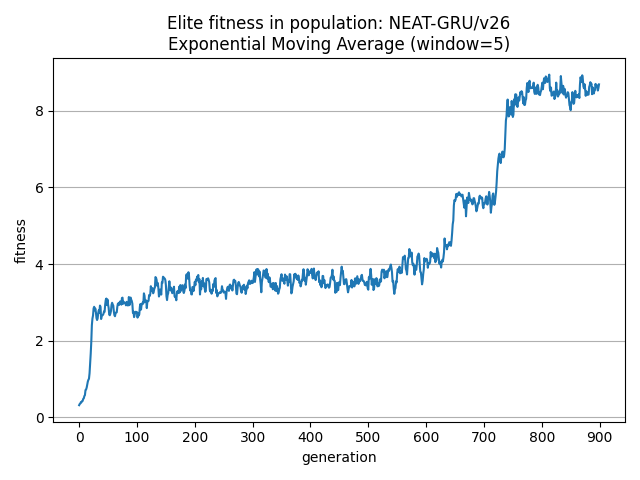 Elite fitness in population: NEAT-GRU/v26
Exponential Moving Average (window=5)
fitness
8
6
4
2
0
0 100 200 300 400 500 600 700 800 900
generation